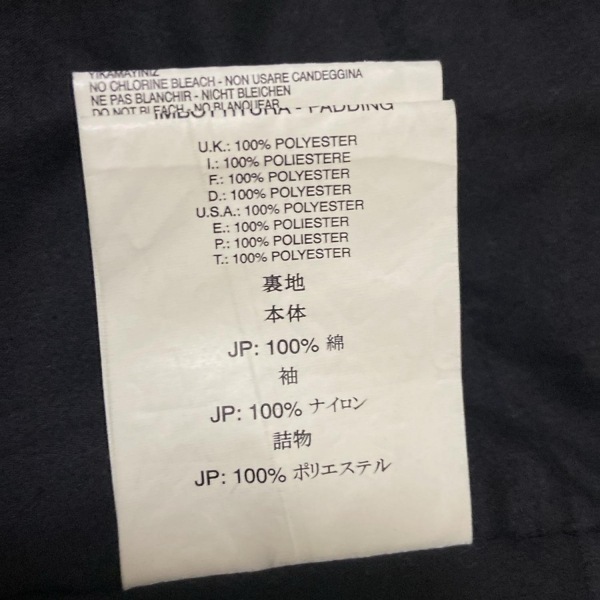 YIKAMAYINIZ
NO CHLORINE BLEACH - NON USARE CANDEGGINA
NE PAS BLANCHIR - NICHT BLEICHEN
DO NOT BLEACH - NO BLANQUEAR
IMBOTTITURA - PADDING
U.K.: 100% POLYESTER
I.: 100% POLIESTERE
F.: 100% POLYESTER
D.: 100% POLYESTER
U.S.A.: 100% POLYESTER
E.: 100% POLIESTER
P.: 100% POLIESTER
T.: 100% POLYESTER
裏地
本体
JP: 100% 綿
袖
JP: 100% ナイロン
詰物
JP: 100% ポリエステル